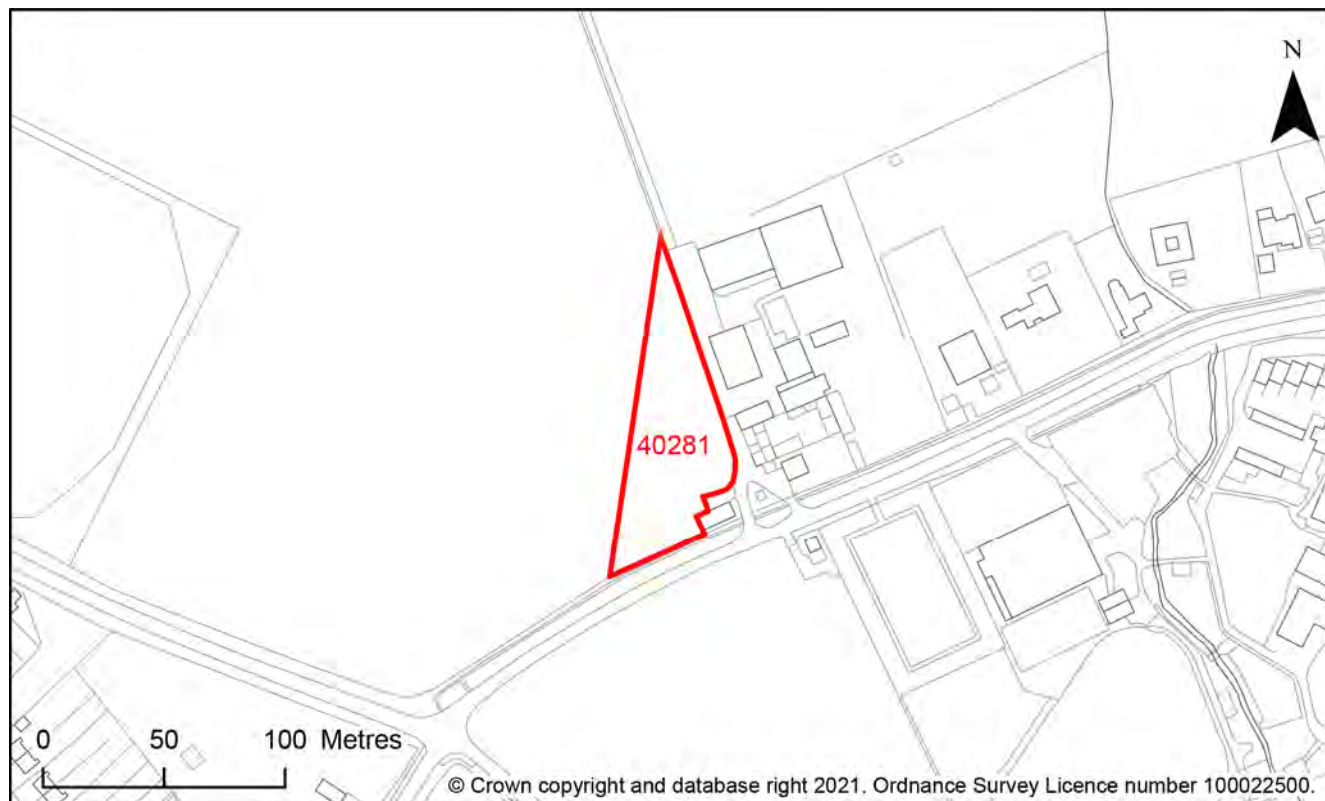 N
40281
0 50 100 Metres
© Crown copyright and database right 2021. Ordnance Survey Licence number 100022500.